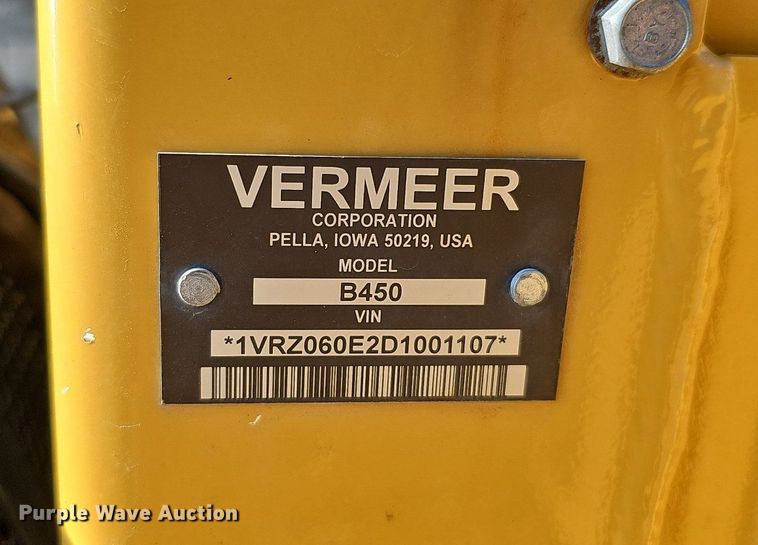 VERMEER
CORPORATION
PELLA, IOWA 50219, USA
MODEL
B450
VIN
*1VRZ060E2D1001107*
Purple Wave Auction